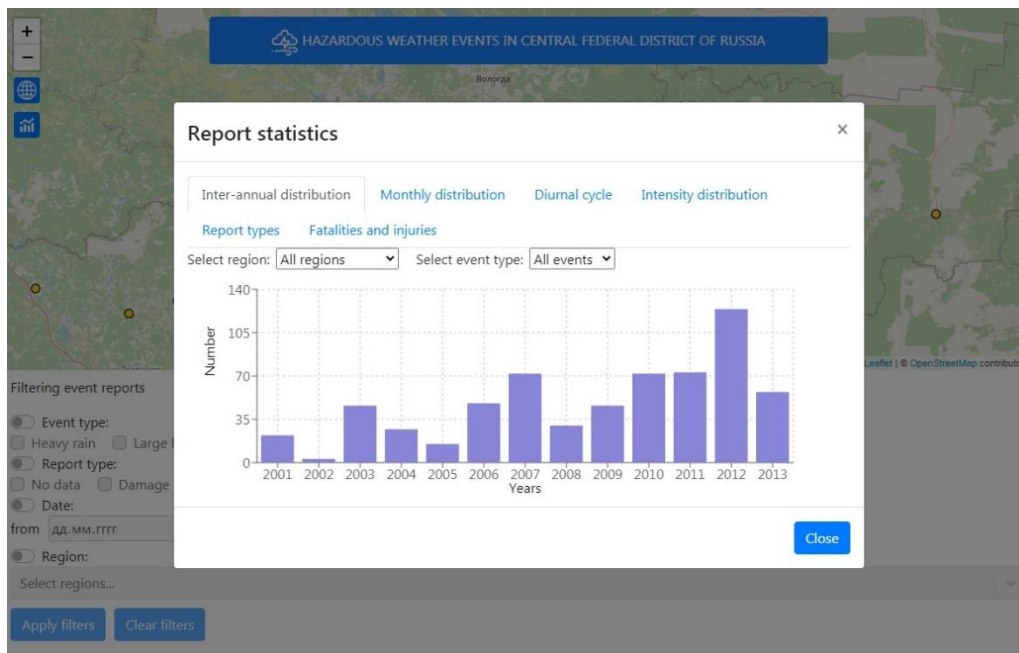 +
HAZARDOUS WEATHER EVENTS IN CENTRAL FEDERAL DISTRICT OF RUSSIA
−
Вологда
Report statistics ×
Inter-annual distribution Monthly distribution Diurnal cycle Intensity distribution
Report types Fatalities and injuries
Select region: All regions Select event type: All events
140
105
70
35
0
Number
2001 2002 2003 2004 2005 2006 2007 2008 2009 2010 2011 2012 2013
Years
Close
Leaflet | © OpenStreetMap contributo
Filtering event reports
Event type:
Heavy rain Large
Report type:
No data Damage
Date:
from дд.мм.гггг
Region:
Select regions...
Apply filters Clear filters